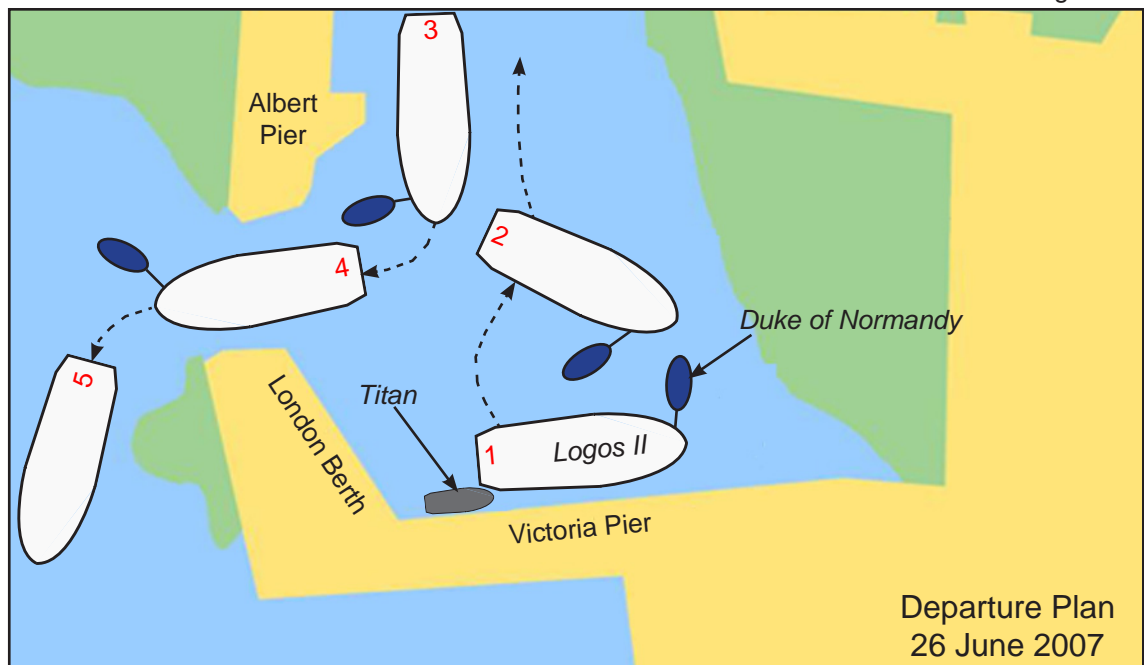 3
Albert
Pier
2
4
Duke of Normandy
5
Titan
London Berth
1
Logos II
Victoria Pier
Departure Plan
26 June 2007